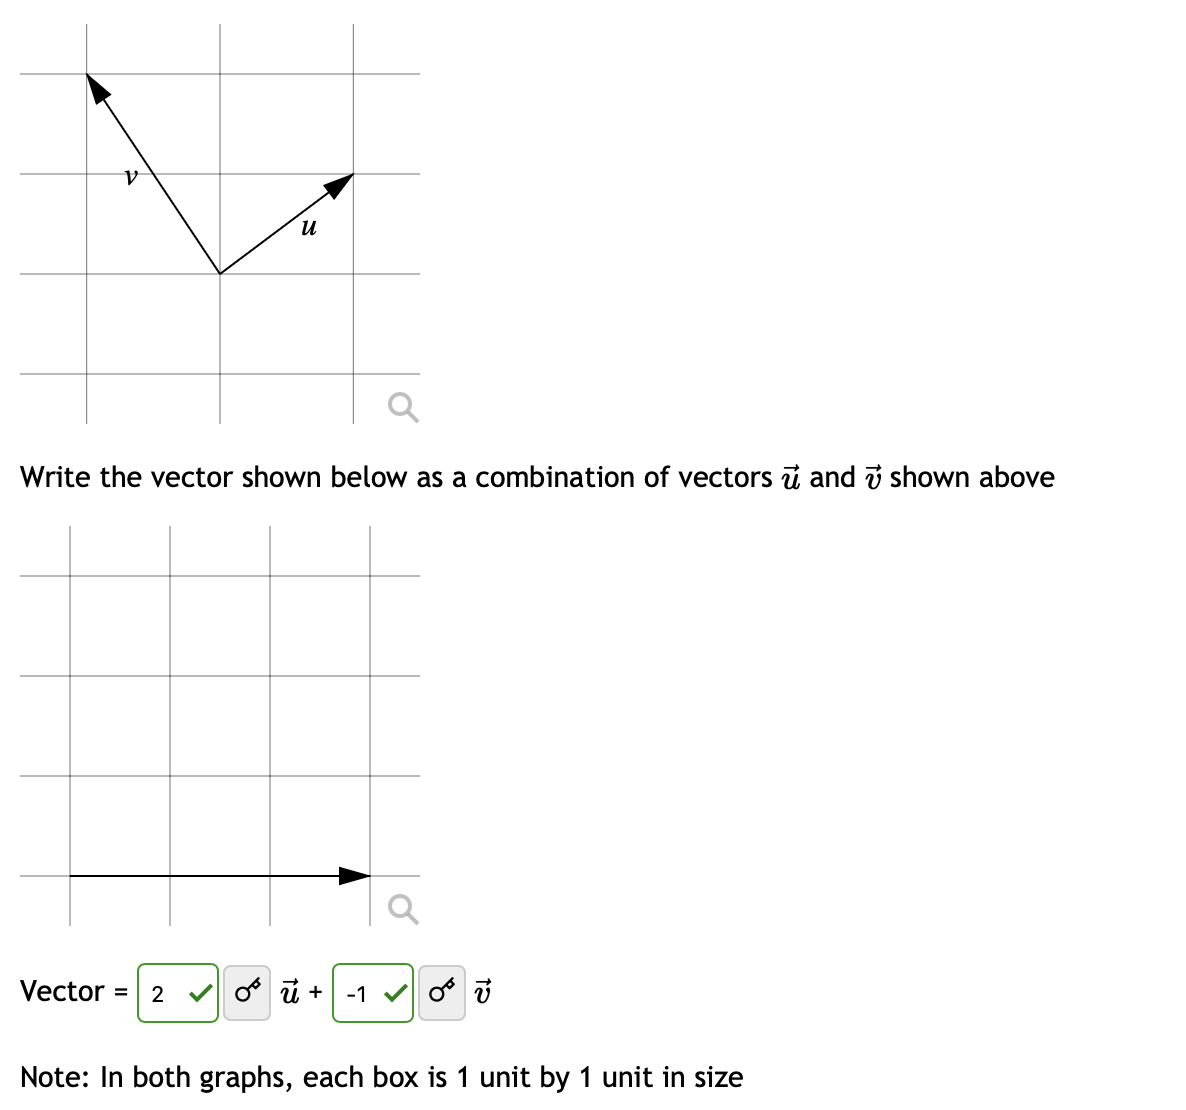 v
u
Write the vector shown below as a combination of vectors u⃗ and v⃗ shown above
Vector = 2 u⃗ + -1 v⃗
Note: In both graphs, each box is 1 unit by 1 unit in size